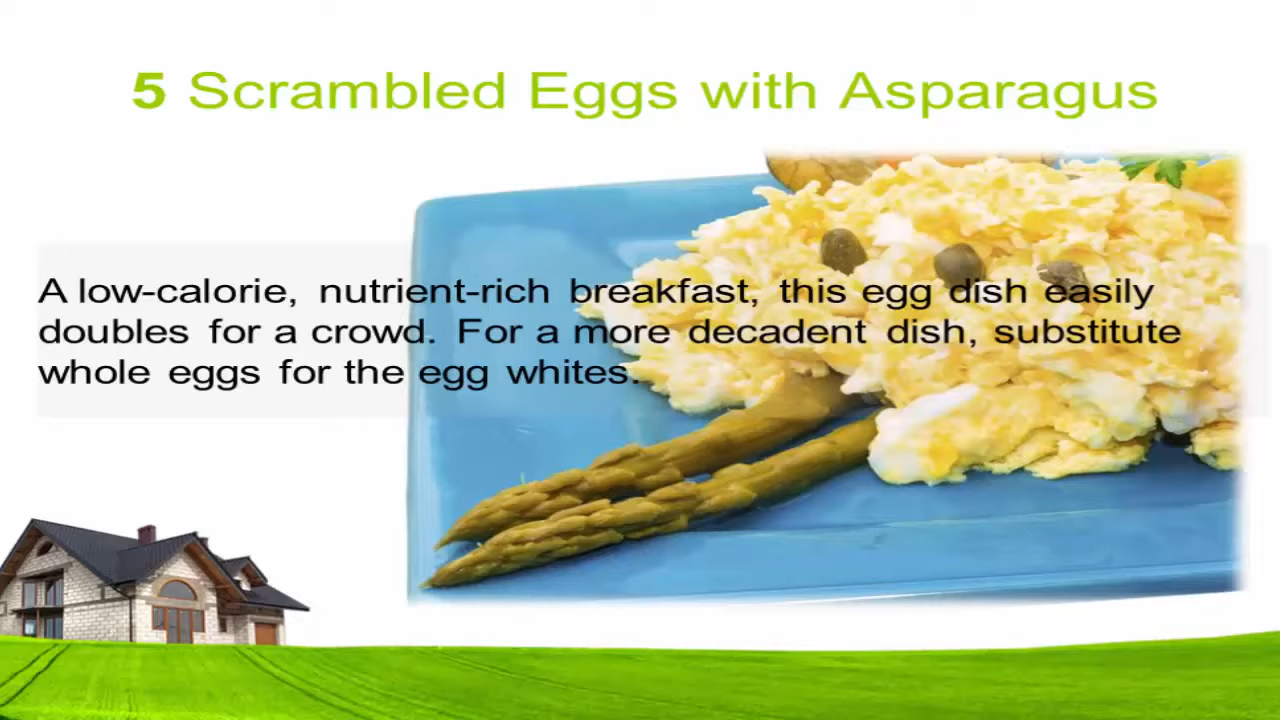 5 Scrambled Eggs with Asparagus
A low-calorie, nutrient-rich breakfast, this egg dish easily
doubles for a crowd. For a more decadent dish, substitute
whole eggs for the egg whites.